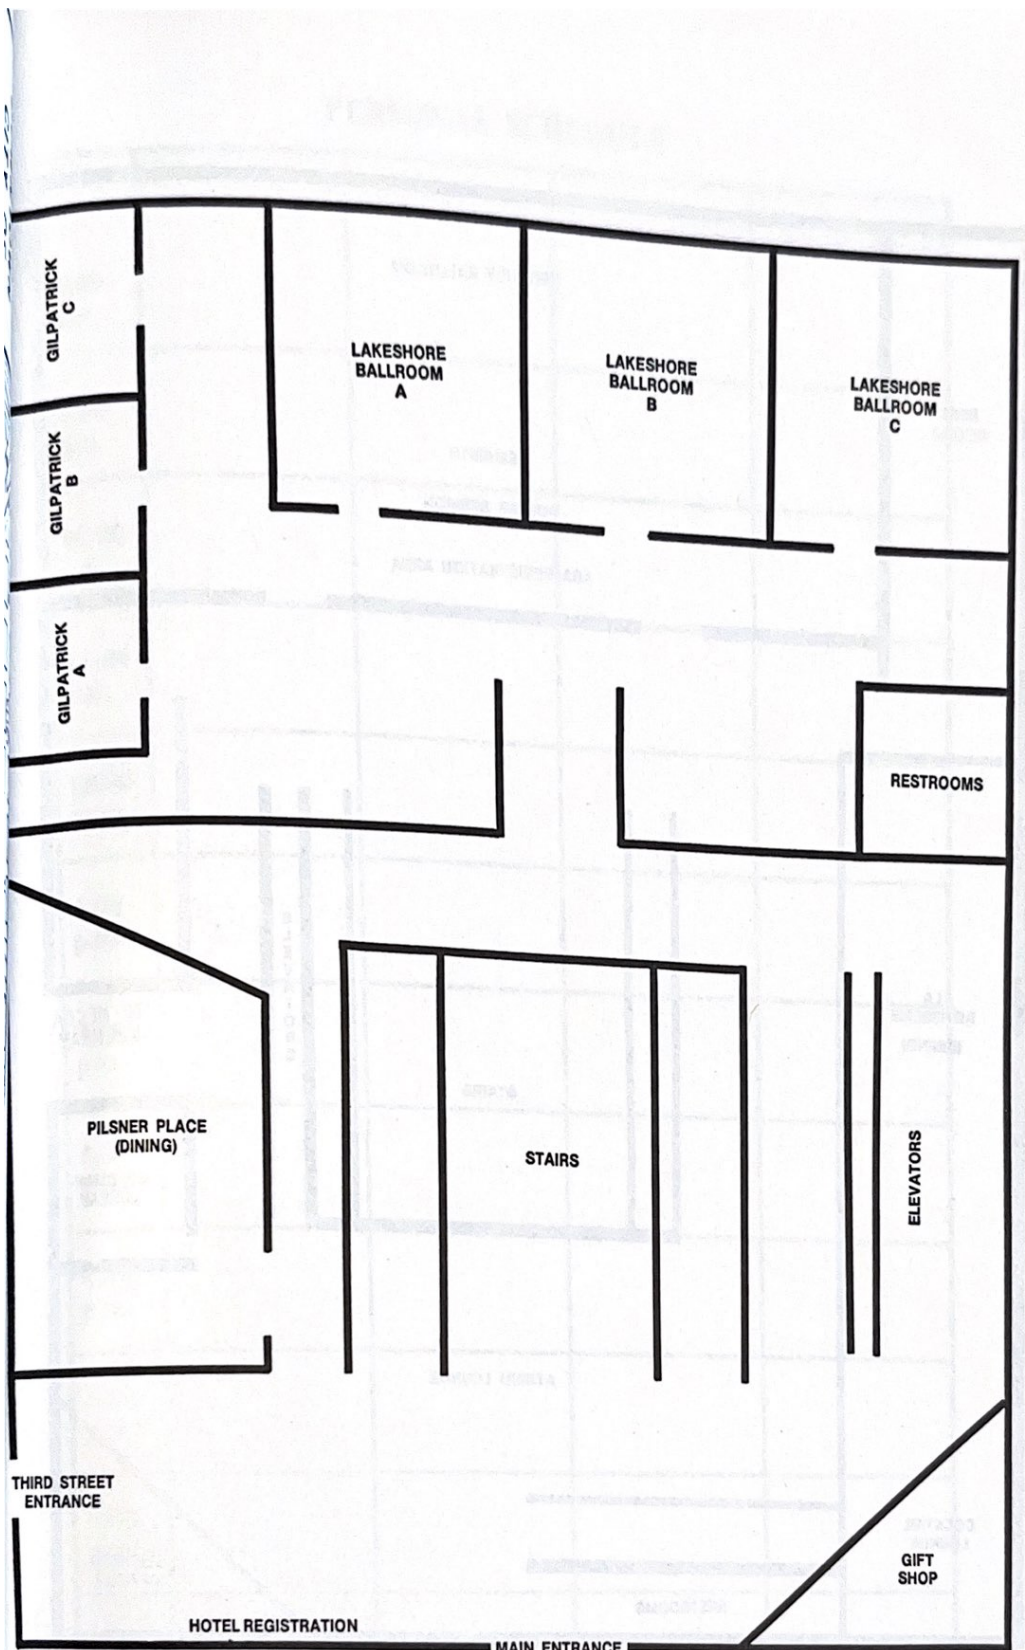 GILPATRICK
C
LAKESHORE
BALLROOM
A
LAKESHORE
BALLROOM
B
LAKESHORE
BALLROOM
C
GILPATRICK
B
GILPATRICK
A
RESTROOMS
PILSNER PLACE
(DINING)
STAIRS
ELEVATORS
THIRD STREET
ENTRANCE
GIFT
SHOP
HOTEL REGISTRATION
MAIN ENTRANCE